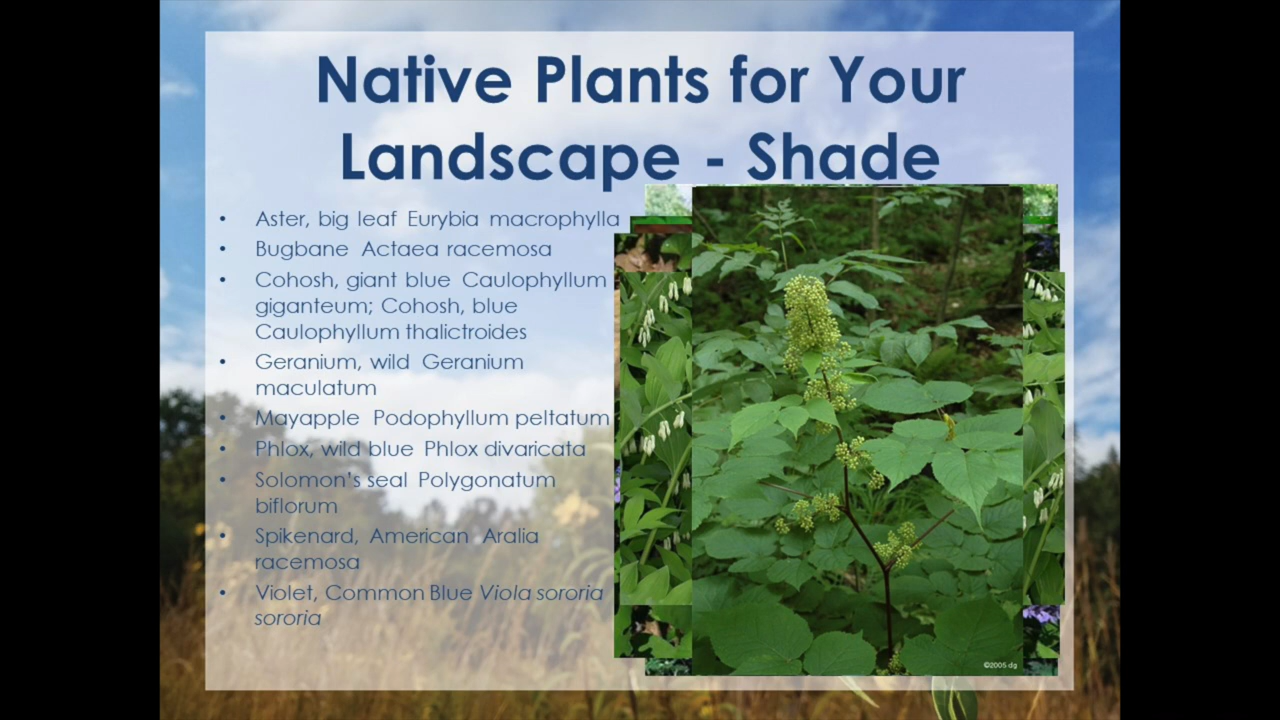 Native Plants for Your
Landscape - Shade
• Aster, big leaf Eurybia macrophylla
• Bugbane Actaea racemosa
• Cohosh, giant blue Caulophyllum
giganteum; Cohosh, blue
Caulophyllum thalictroides
• Geranium, wild Geranium
maculatum
• Mayapple Podophyllum peltatum
• Phlox, wild blue Phlox divaricata
• Solomon's seal Polygonatum
biflorum
• Spikenard, American Aralia
racemosa
• Violet, Common Blue Viola sororia
sororia
©2005 dg